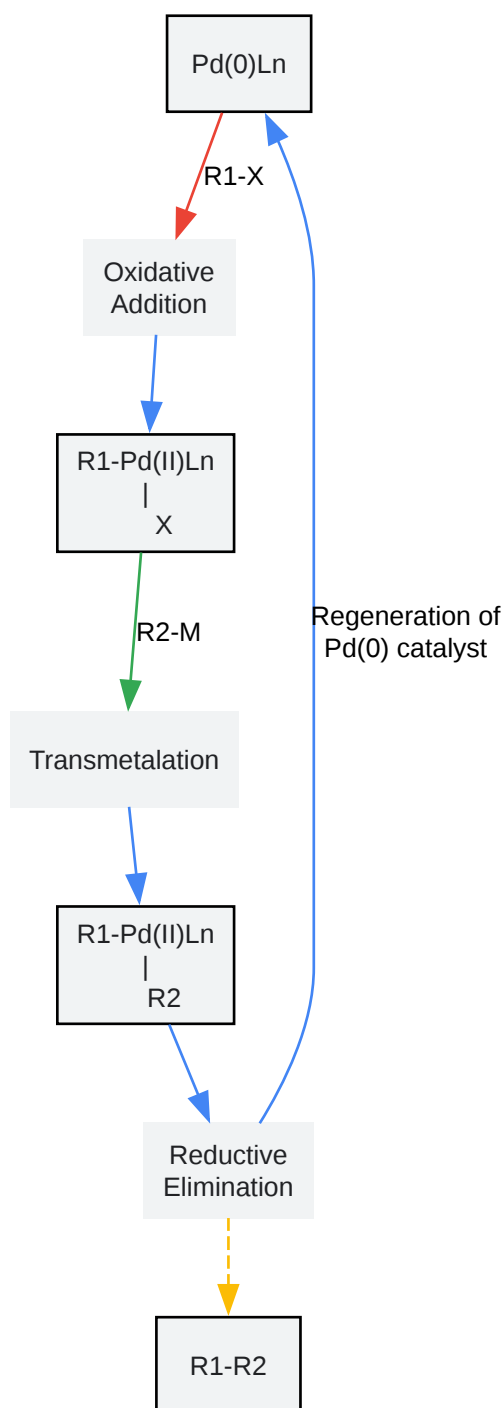 Pd(0)Ln
R1-X
Oxidative
Addition
R1-Pd(II)Ln
|
X
R2-M
Regeneration of
Pd(0) catalyst
Transmetalation
R1-Pd(II)Ln
|
R2
Reductive
Elimination
R1-R2